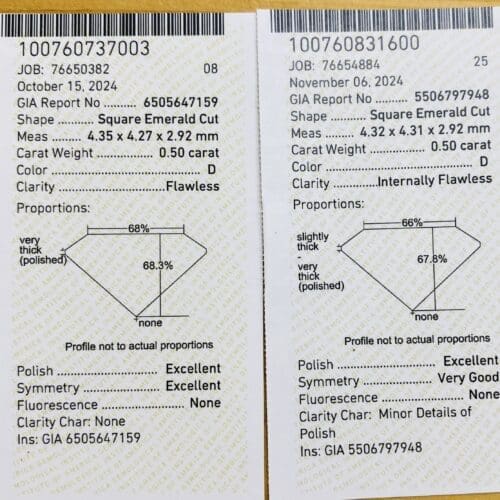 100760737003
JOB: 76650382 08
October 15, 2024
GIA Report No .......... 6505647159
Shape ........... Square Emerald Cut
Meas ..... 4.35 x 4.27 x 2.92 mm
Carat Weight .................. 0.50 carat
Color ........................................... D
Clarity .............................. Flawless
Proportions:
68%
very
thick
(polished)
68.3%
none
Profile not to actual proportions
Polish ......................... Excellent
Symmetry ................... Excellent
Fluorescence ..................... None
Clarity Char: None
Ins: GIA 6505647159
100760831600
JOB: 76654884 25
November 06, 2024
GIA Report No .......... 5506797948
Shape ........... Square Emerald Cut
Meas ..... 4.32 x 4.31 x 2.92 mm
Carat Weight .................. 0.50 carat
Color ........................................... D
Clarity ..............Internally Flawless
Proportions:
66%
slightly
thick
-
very
thick
(polished)
67.8%
none
Profile not to actual proportions
Polish ......................... Excellent
Symmetry ................. Very Good
Fluorescence ..................... None
Clarity Char: Minor Details of
Polish
Ins: GIA 5506797948